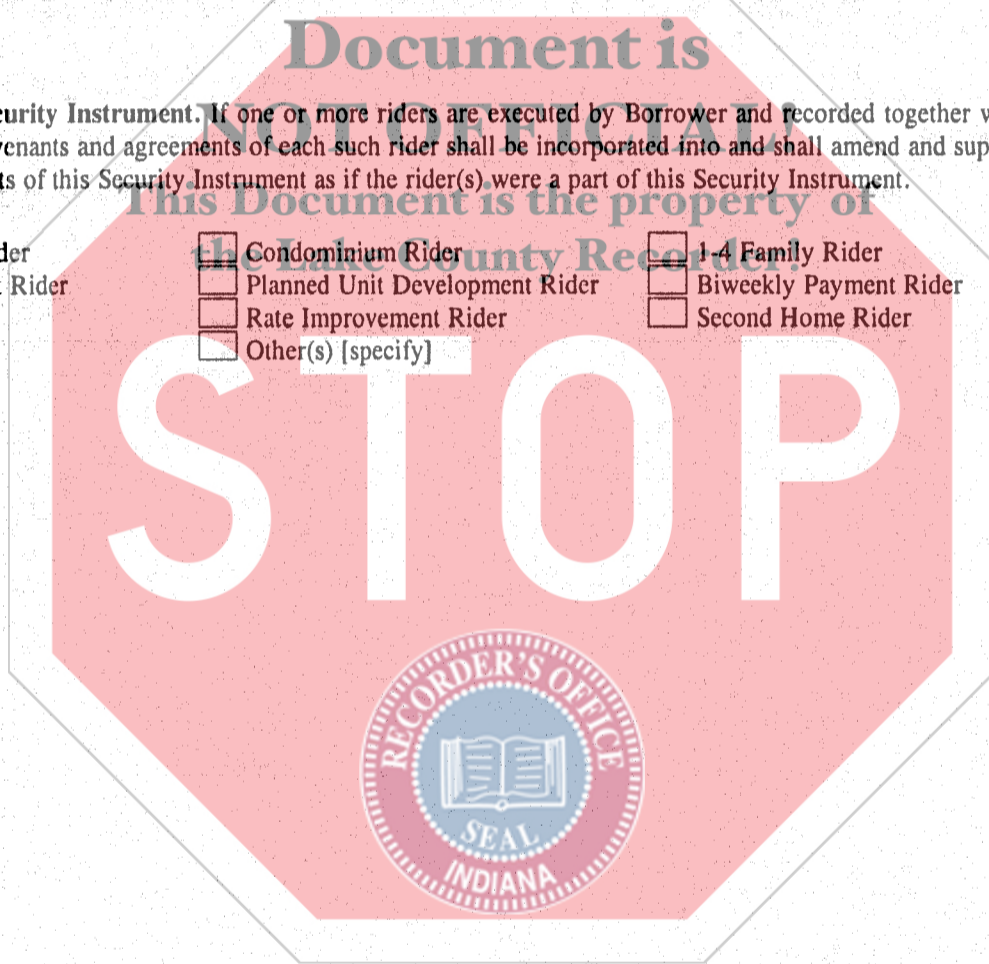 Document is
NOT OFFICIAL!
This Document is the property of
the Lake County Recorder!
curity Instrument. If one or more riders are executed by Borrower and recorded together w
venants and agreements of each such rider shall be incorporated into and shall amend and sup
ts of this Security Instrument as if the rider(s) were a part of this Security Instrument.
der Condominium Rider 1-4 Family Rider
Rider Planned Unit Development Rider Biweekly Payment Rider
Rate Improvement Rider Second Home Rider
Other(s) [specify]
STOP
RECORDER'S OFFICE
SEAL
INDIANA